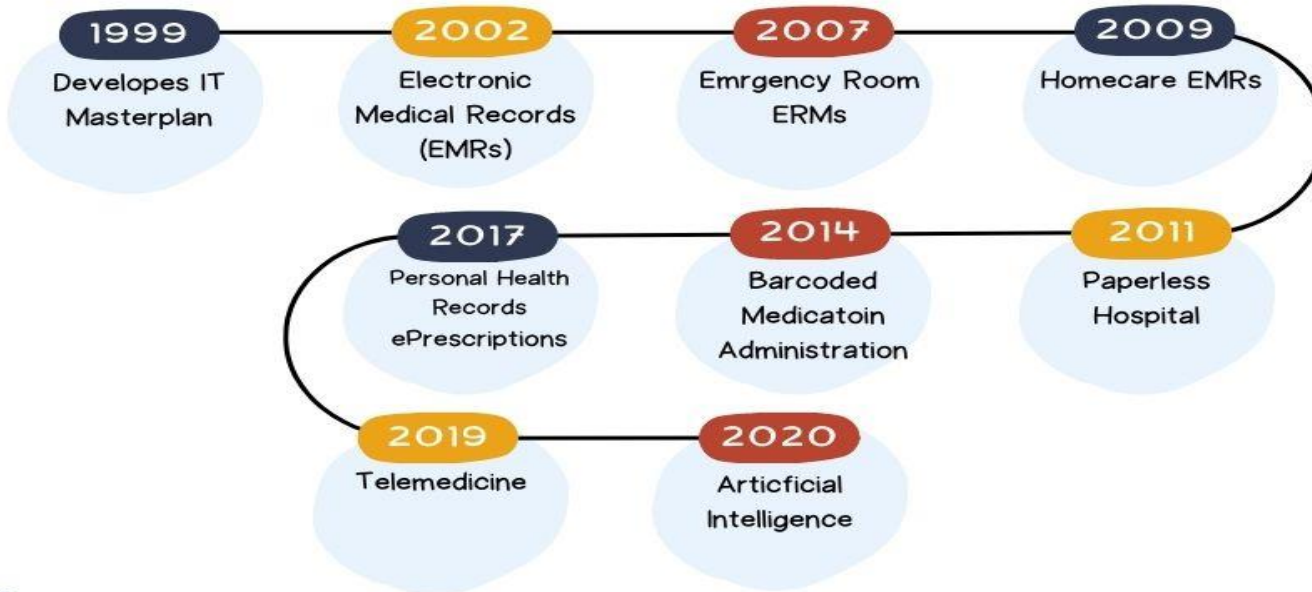 1999
Developes IT
Masterplan
2002
Electronic
Medical Records
(EMRs)
2007
Emrgency Room
ERMs
2009
Homecare EMRs
2011
Paperless
Hospital
2014
Barcoded
Medicatoin
Administration
2017
Personal Health
Records
ePrescriptions
2019
Telemedicine
2020
Articficial
Intelligence